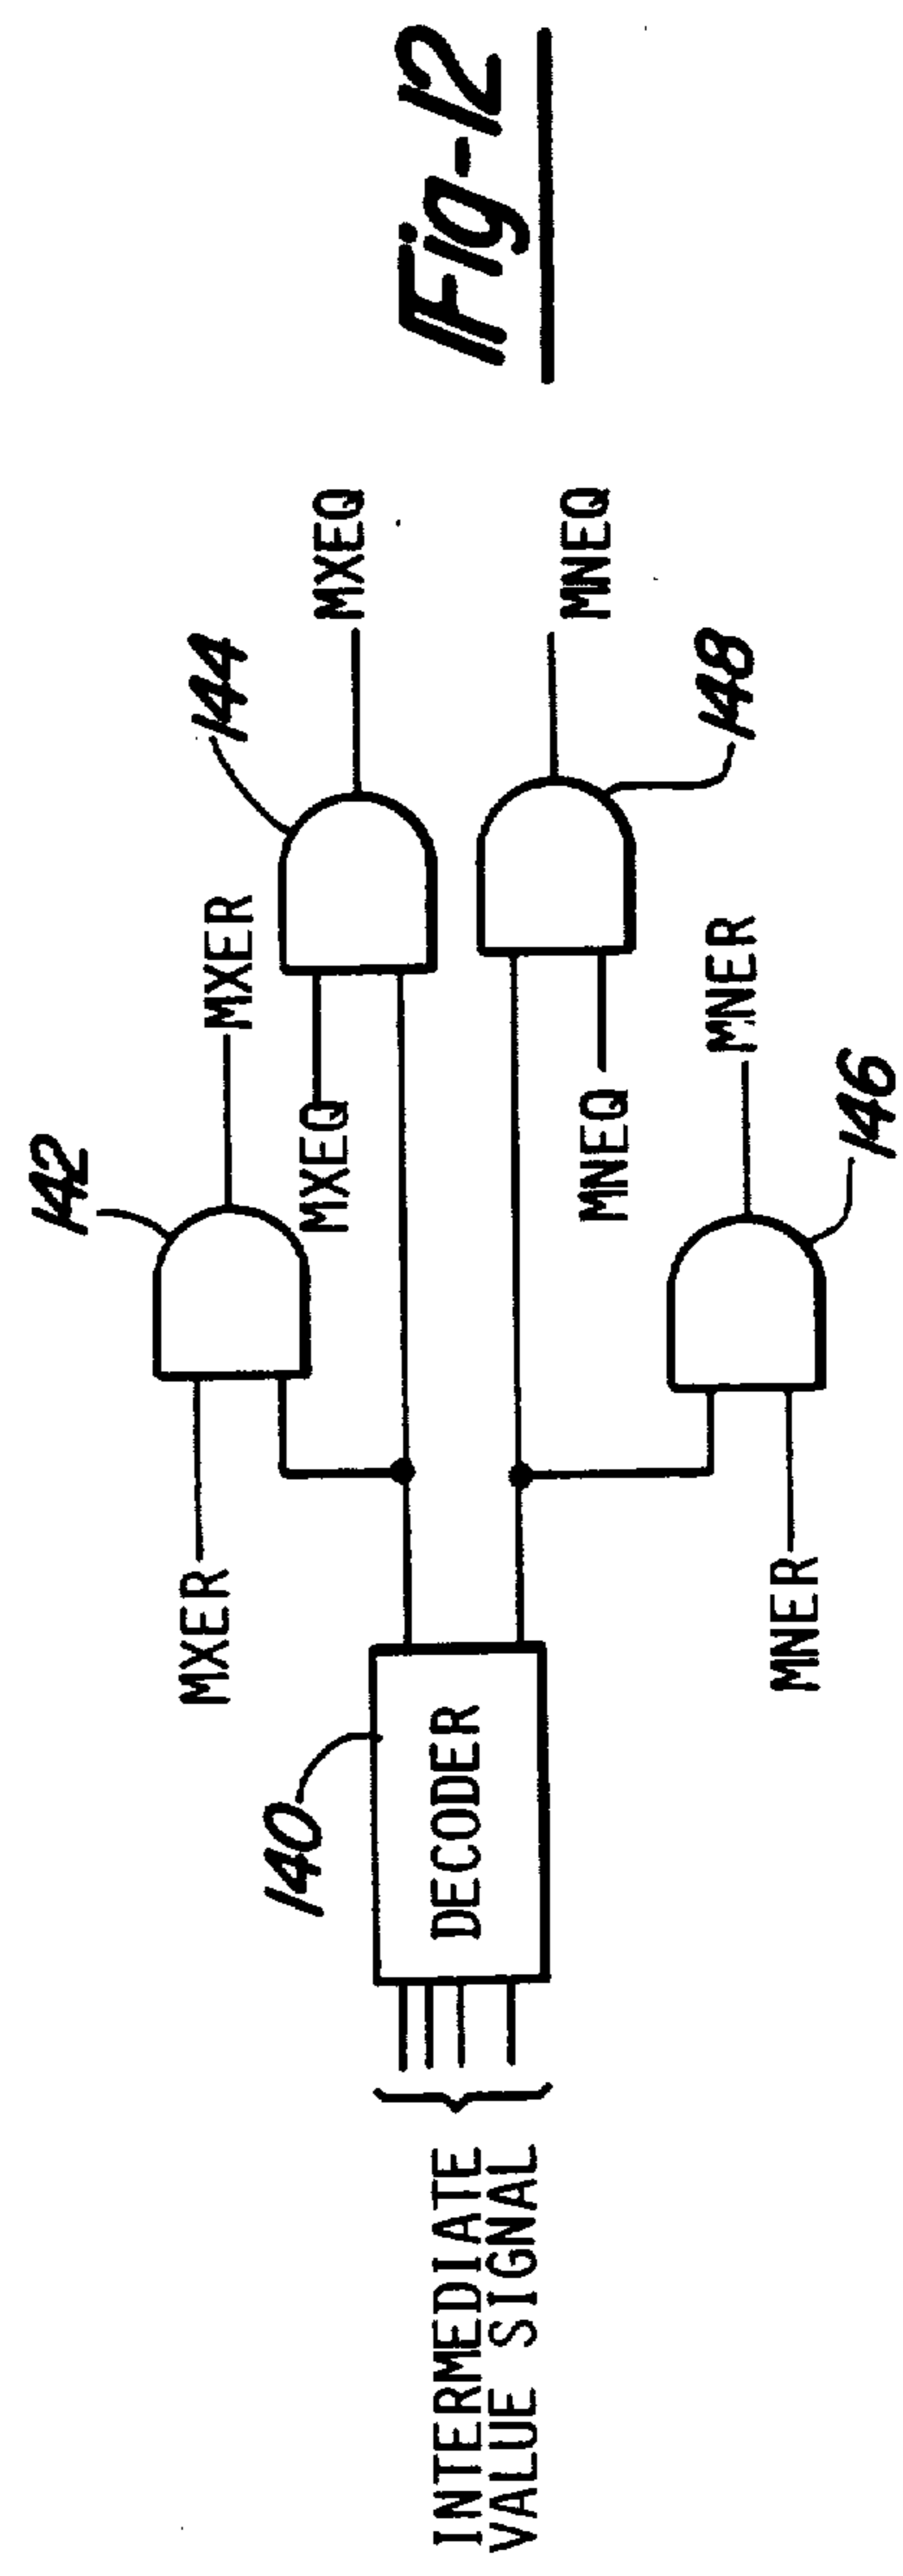 142
144
MXER
MXER
MXEQ
MXEQ
140
INTERMEDIATE
VALUE SIGNAL
DECODER
MNEQ
MNEQ
MNER
MNER
148
146
Fig-12